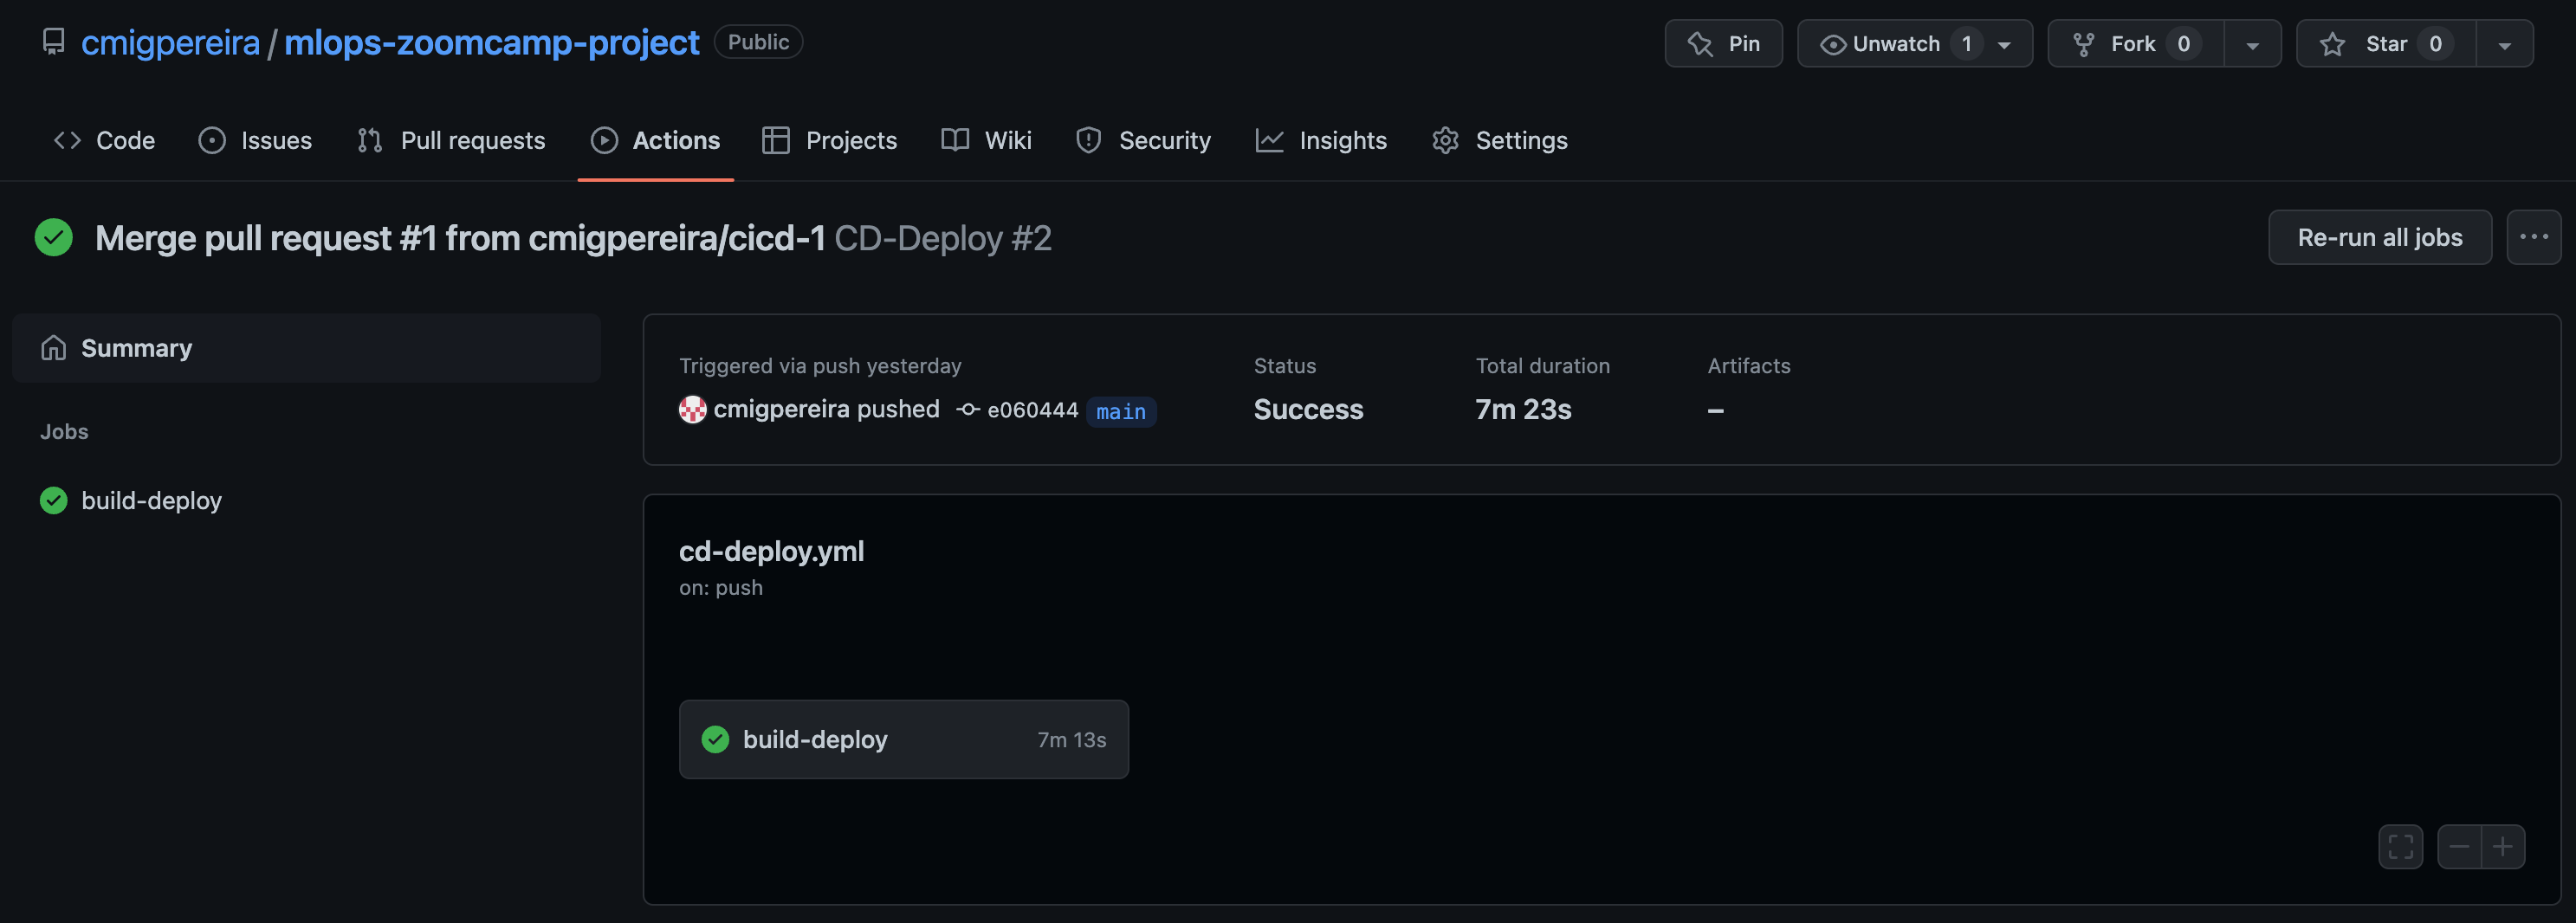 cmigpereira / mlops-zoomcamp-project Public
Pin Unwatch 1 Fork 0 Star 0
Code Issues Pull requests Actions Projects Wiki Security Insights Settings
Merge pull request #1 from cmigpereira/cicd-1 CD-Deploy #2
Re-run all jobs
Summary
Jobs
build-deploy
Triggered via push yesterday Status Total duration Artifacts
cmigpereira pushed e060444 main Success 7m 23s –
cd-deploy.yml
on: push
build-deploy 7m 13s